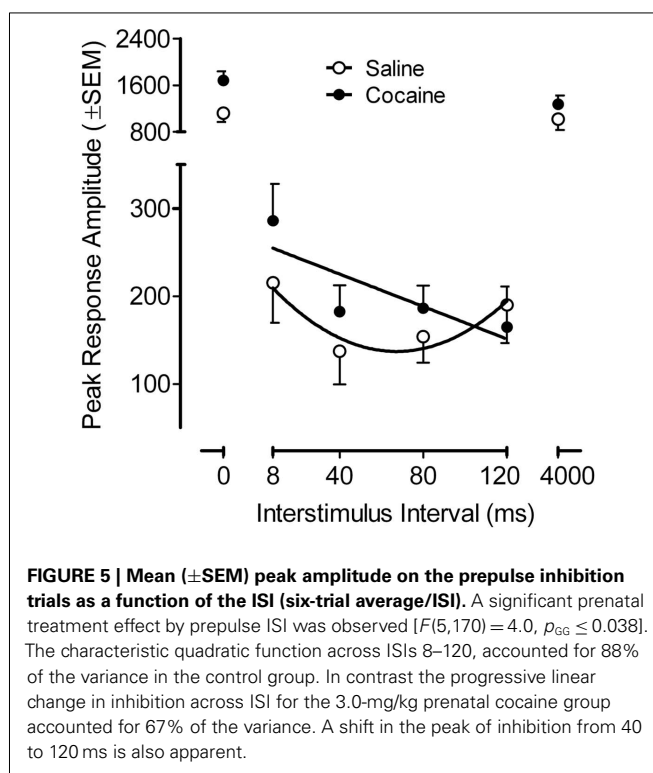 2400
1600
800
300
200
100
Peak Response Amplitude (±SEM)
Saline
Cocaine
0
8
40
80
120
4000
Interstimulus Interval (ms)
FIGURE 5 | Mean (±SEM) peak amplitude on the prepulse inhibition
trials as a function of the ISI (six-trial average/ISI). A significant prenatal
treatment effect by prepulse ISI was observed [F(5,170) = 4.0, pGG ≤ 0.038].
The characteristic quadratic function across ISIs 8–120, accounted for 88%
of the variance in the control group. In contrast the progressive linear
change in inhibition across ISI for the 3.0-mg/kg prenatal cocaine group
accounted for 67% of the variance. A shift in the peak of inhibition from 40
to 120 ms is also apparent.